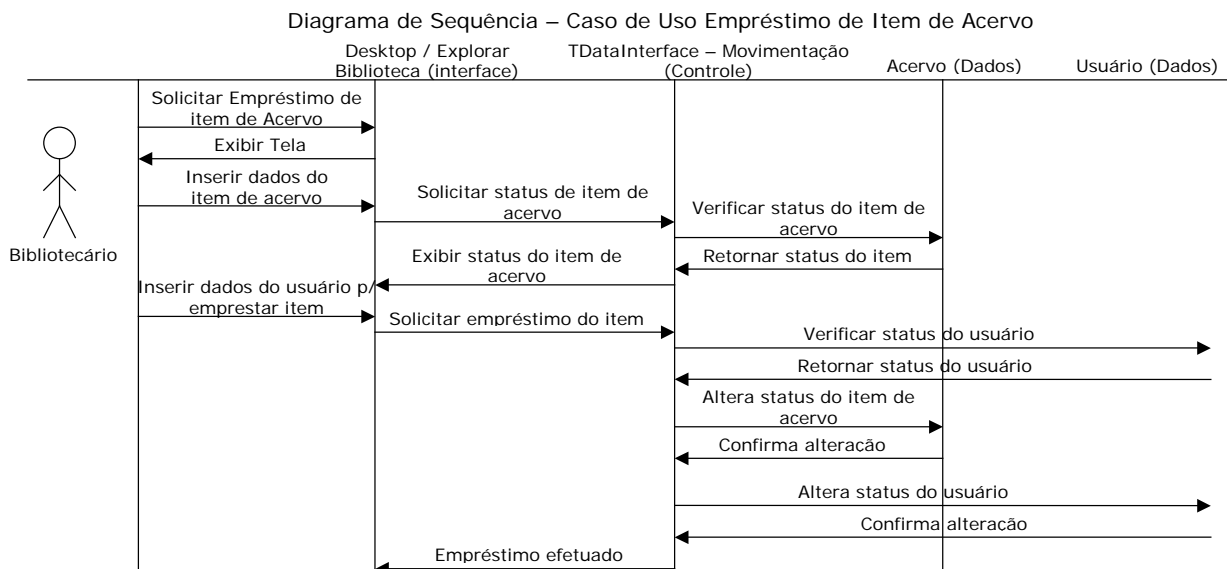 Diagrama de Sequência – Caso de Uso Empréstimo de Item de Acervo
Desktop / Explorar
Biblioteca (interface)
TDataInterface – Movimentação
(Controle)
Acervo (Dados)
Usuário (Dados)
Solicitar Empréstimo de
item de Acervo
Exibir Tela
Inserir dados do
item de acervo
Bibliotecário
Solicitar status de item de
acervo
Verificar status do item de
acervo
Retornar status do item
Exibir status do item de
acervo
Inserir dados do usuário p/
emprestar item
Solicitar empréstimo do item
Verificar status do usuário
Retornar status do usuário
Altera status do item de
acervo
Confirma alteração
Altera status do usuário
Confirma alteração
Empréstimo efetuado